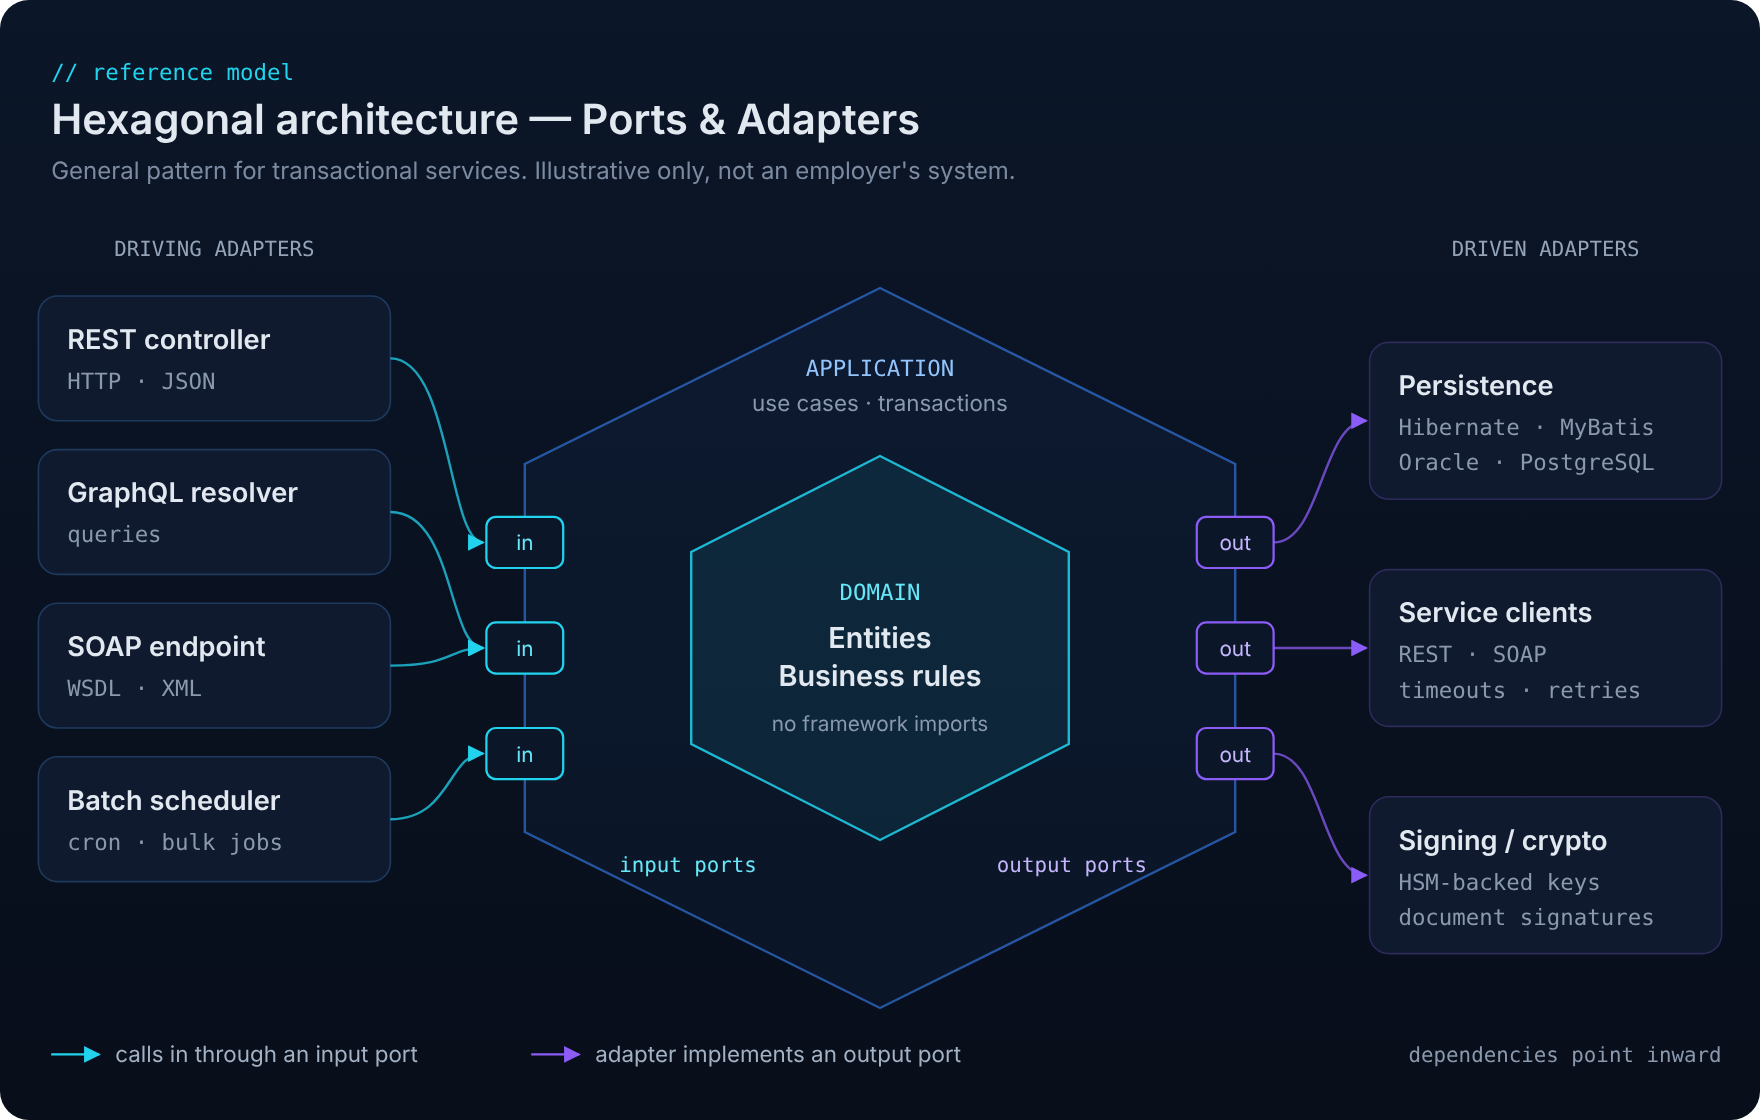 // reference model
Hexagonal architecture — Ports & Adapters
General pattern for transactional services. Illustrative only, not an employer's system.
DRIVING ADAPTERS
REST controller
HTTP · JSON
GraphQL resolver
queries
SOAP endpoint
WSDL · XML
Batch scheduler
cron · bulk jobs
in
in
in
APPLICATION
use cases · transactions
DOMAIN
Entities
Business rules
no framework imports
input ports
output ports
out
out
out
DRIVEN ADAPTERS
Persistence
Hibernate · MyBatis
Oracle · PostgreSQL
Service clients
REST · SOAP
timeouts · retries
Signing / crypto
HSM-backed keys
document signatures
calls in through an input port
adapter implements an output port
dependencies point inward